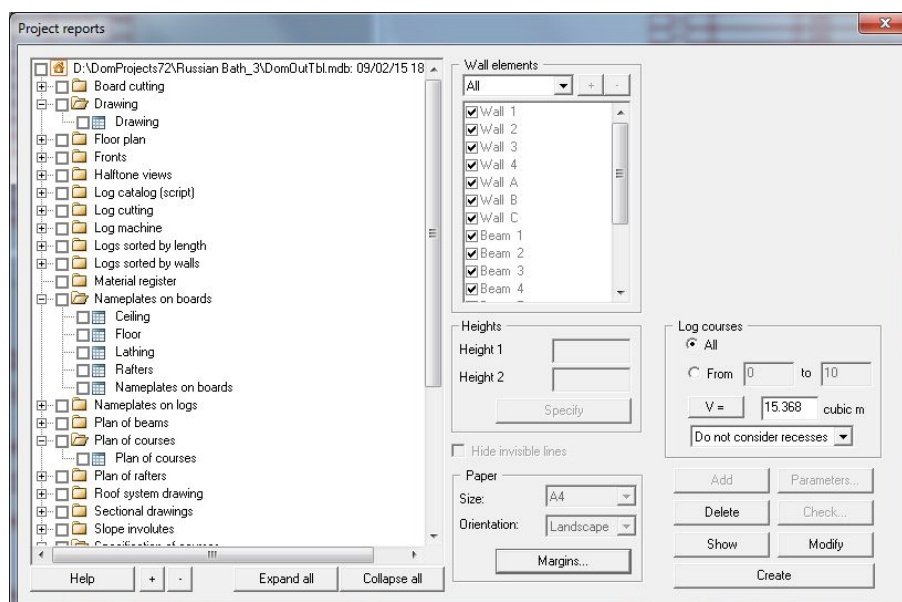 Project reports
D:\DomProjects72\Russian Bath_3\DomOutTbl.mdb: 09/02/15 18
Board cutting
Drawing
Drawing
Floor plan
Fronts
Halftone views
Log catalog (script)
Log cutting
Log machine
Logs sorted by length
Logs sorted by walls
Material register
Nameplates on boards
Ceiling
Floor
Lathing
Rafters
Nameplates on boards
Nameplates on logs
Plan of beams
Plan of courses
Plan of courses
Plan of rafters
Roof system drawing
Sectional drawings
Slope involutes
Help + - Expand all Collapse all
Wall elements
All + -
Wall 1
Wall 2
Wall 3
Wall 4
Wall A
Wall B
Wall C
Beam 1
Beam 2
Beam 3
Beam 4
Heights
Height 1
Height 2
Specify
Hide invisible lines
Paper
Size: A4
Orientation: Landscape
Margins...
Log courses
All
From 0 to 10
V = 15.368 cubic m
Do not consider recesses
Add Parameters...
Delete Check...
Show Modify
Create